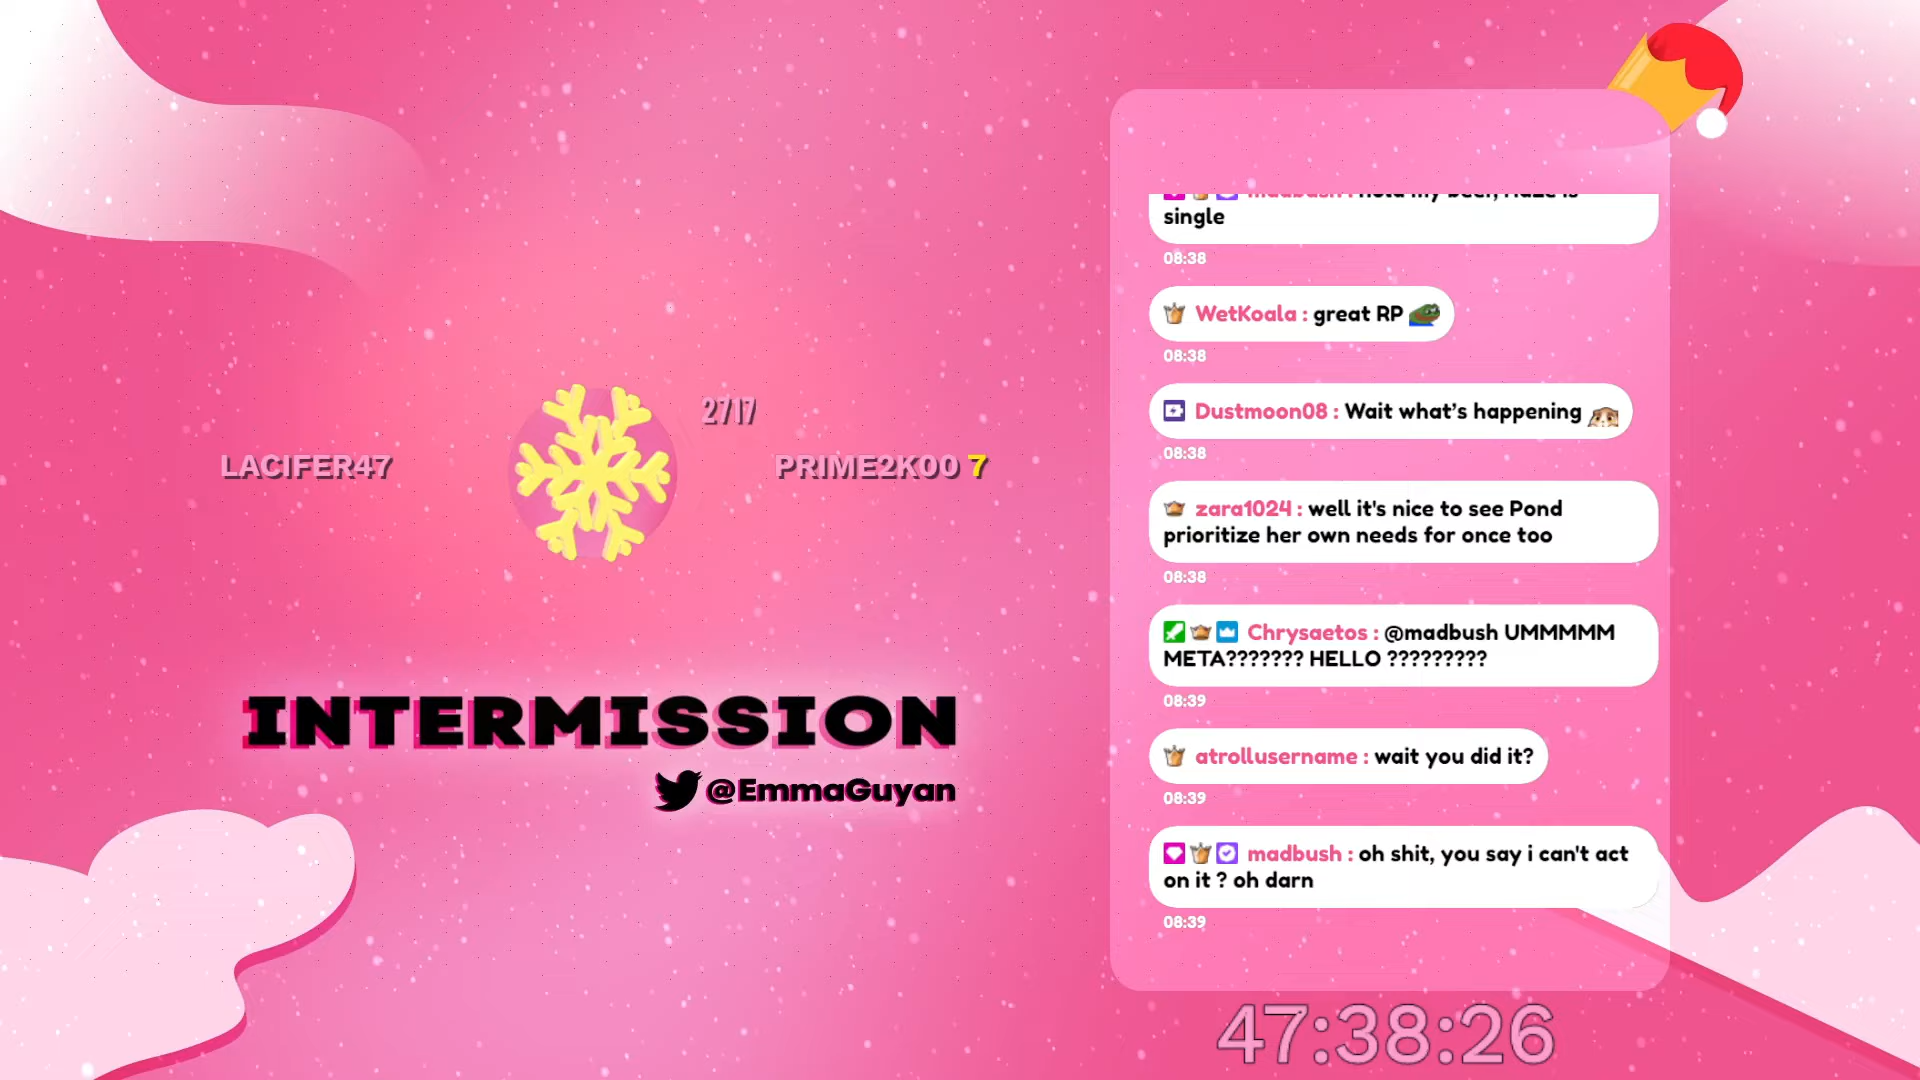 single
08:38
WetKoala : great RP
08:38
Dustmoon08 : Wait what's happening
08:38
zara1024 : well it's nice to see Pond
prioritize her own needs for once too
08:38
Chrysaetos : @madbush UMMMMM
META??????? HELLO ?????????
08:39
atrollusername : wait you did it?
08:39
madbush : oh shit, you say i can't act
on it ? oh darn
08:39
2717
LACIFER47
PRIME2K00 7
INTERMISSION
@EmmaGuyan
47:38:26